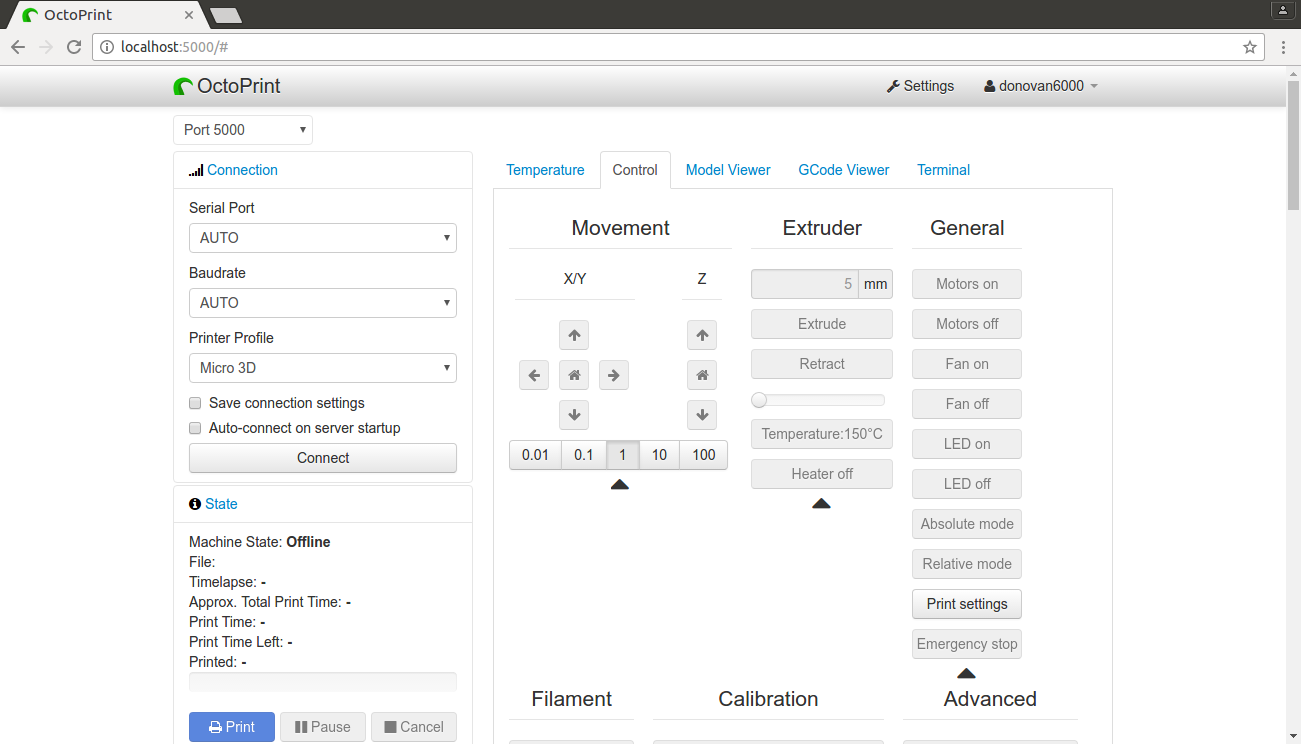 OctoPrint
localhost:5000/#
OctoPrint
Settings
donovan6000
Port 5000
Connection
Serial Port
AUTO
Baudrate
AUTO
Printer Profile
Micro 3D
Save connection settings
Auto-connect on server startup
Connect
State
Machine State: Offline
File:
Timelapse: -
Approx. Total Print Time: -
Print Time: -
Print Time Left: -
Printed: -
Print
Pause
Cancel
Temperature
Control
Model Viewer
GCode Viewer
Terminal
Movement
X/Y
Z
0.01
0.1
1
10
100
Extruder
5
mm
Extrude
Retract
Temperature:150°C
Heater off
General
Motors on
Motors off
Fan on
Fan off
LED on
LED off
Absolute mode
Relative mode
Print settings
Emergency stop
Filament
Calibration
Advanced